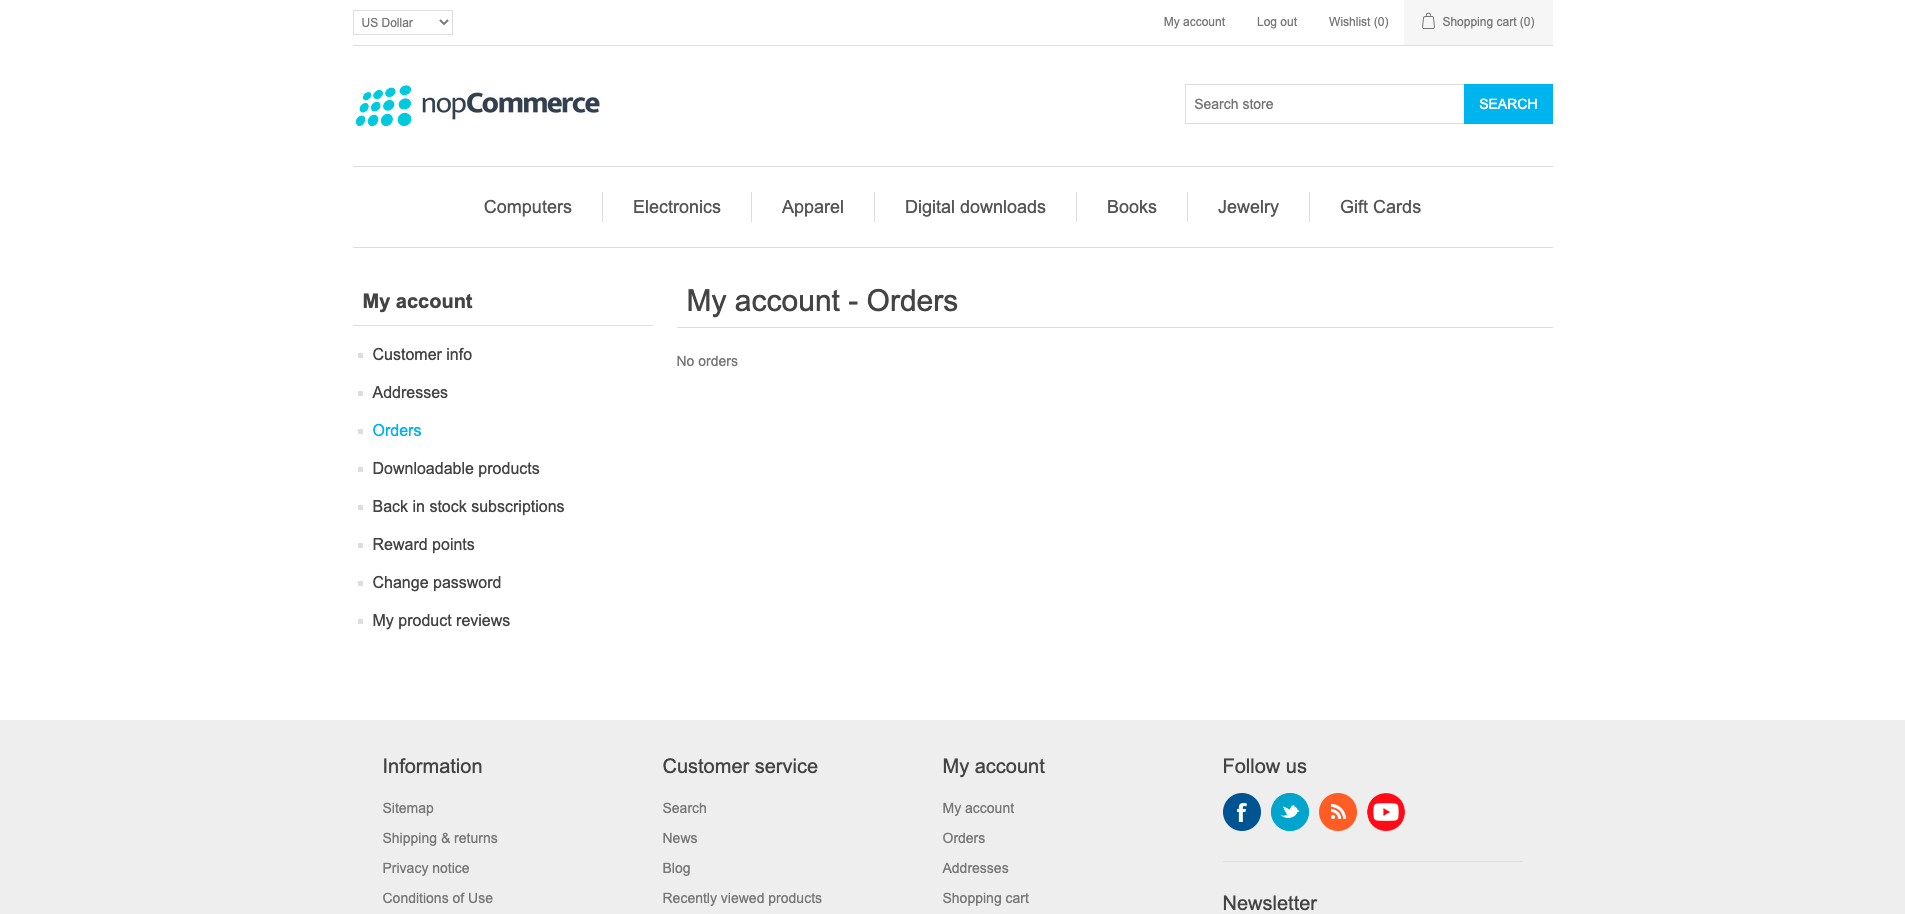 US Dollar
My account
Log out
Wishlist (0)
Shopping cart (0)
nopCommerce
Search store
SEARCH
Computers
Electronics
Apparel
Digital downloads
Books
Jewelry
Gift Cards
My account
Customer info
Addresses
Orders
Downloadable products
Back in stock subscriptions
Reward points
Change password
My product reviews
My account - Orders
No orders
Information
Sitemap
Shipping & returns
Privacy notice
Conditions of Use
Customer service
Search
News
Blog
Recently viewed products
My account
My account
Orders
Addresses
Shopping cart
Follow us
Newsletter